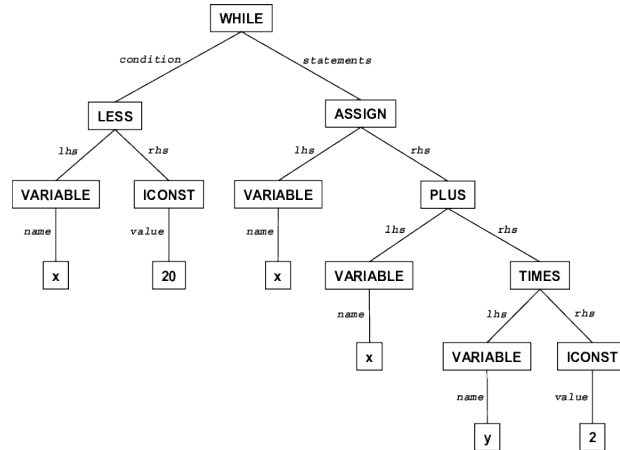 WHILE
condition statements
LESS ASSIGN
lhs rhs lhs rhs
VARIABLE ICONST VARIABLE PLUS
name value name lhs rhs
x 20 x VARIABLE TIMES
name lhs rhs
x VARIABLE ICONST
name value
y 2